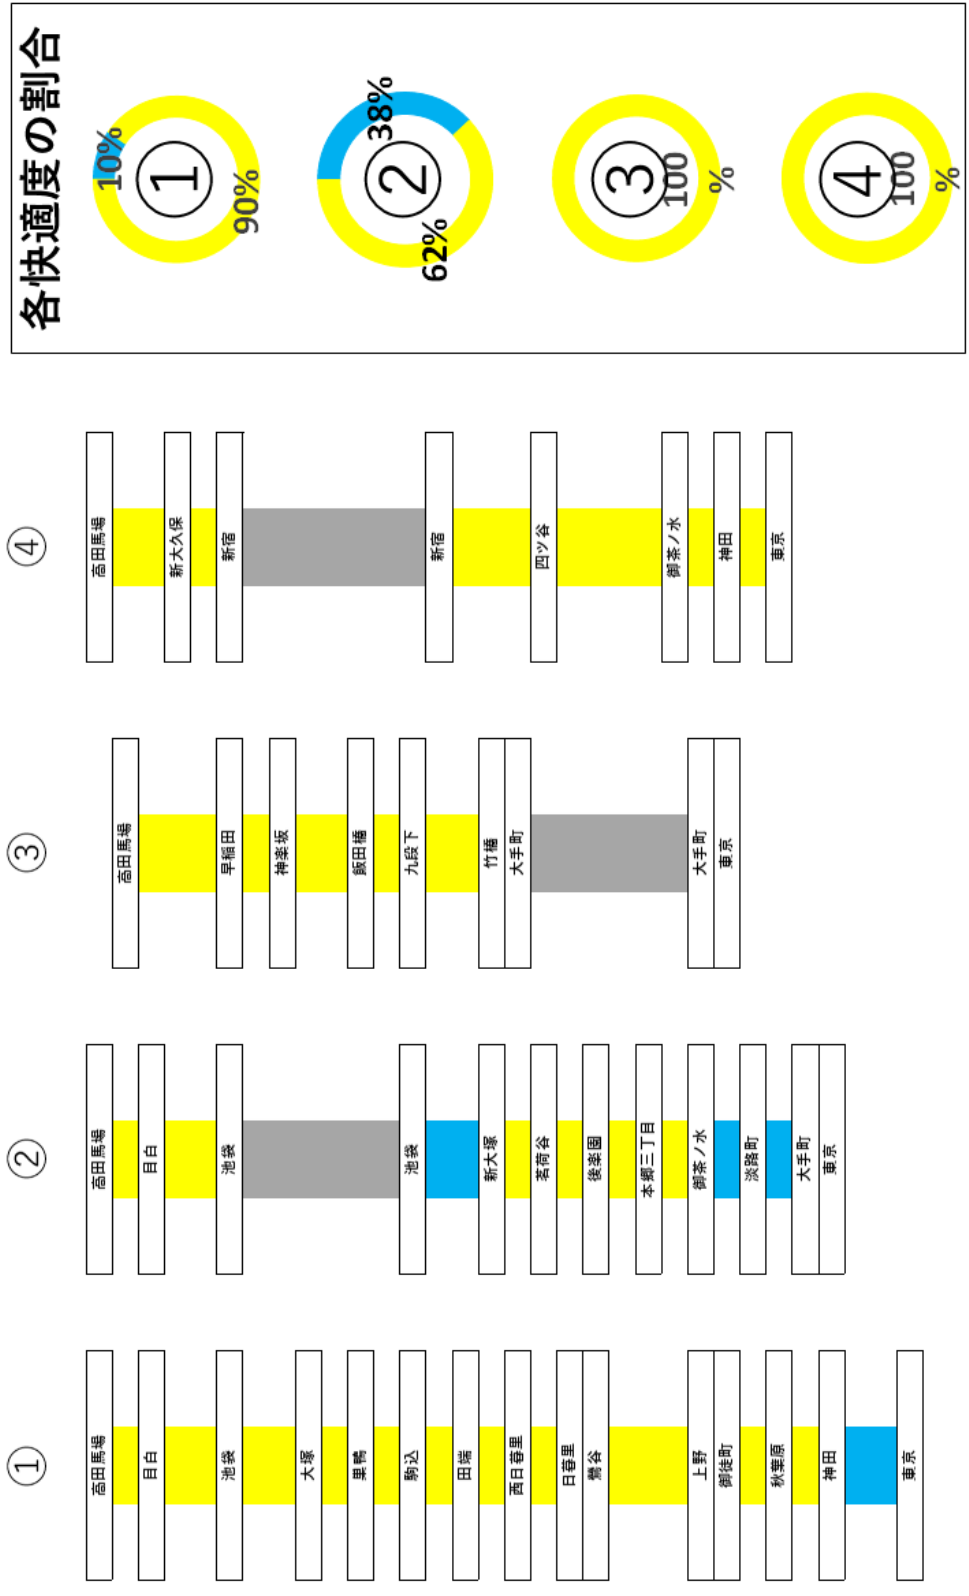 ①
高田馬場
目白
池袋
大塚
巣鴨
駒込
田端
西日暮里
日暮里
鶯谷
上野
御徒町
秋葉原
神田
東京
②
高田馬場
目白
池袋
池袋
新大塚
茗荷谷
後楽園
本郷三丁目
御茶ノ水
淡路町
大手町
東京
③
高田馬場
早稲田
神楽坂
飯田橋
九段下
竹橋
大手町
大手町
東京
④
高田馬場
新大久保
新宿
新宿
四ツ谷
御茶ノ水
神田
東京
各快適度の割合
10%
①
90%
38%
②
62%
③
100
%
④
100
%